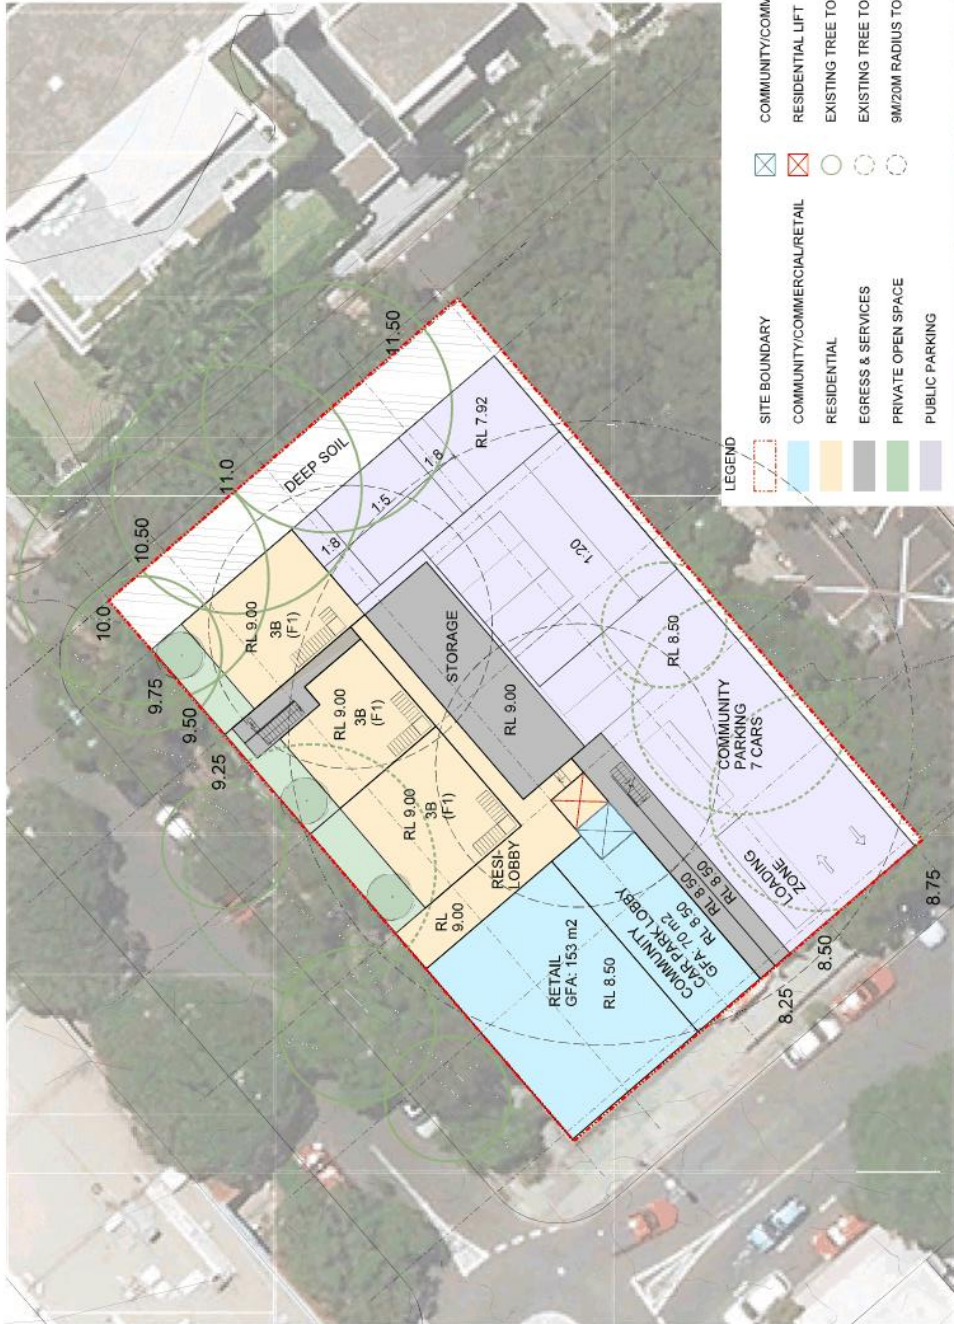 10.0
10.50
11.0
11.50
9.75
9.50
9.25
DEEP SOIL
RL 9.00
3B
(F1)
RL 9.00
3B
(F1)
RL 9.00
3B
(F1)
1:8
1:5
1:8
RL 7.92
STORAGE
RL 9.00
1:20
RL 8.50
COMMUNITY
PARKING
7 CARS
RESI-
LOBBY
RL
9.00
RETAIL
GFA: 153 m2
RL 8.50
COMMUNITY
CAR PARK LOBBY
GFA: 70 m2
RL 8.50
RL 8.50
RL 8.50
LOADING
ZONE
8.25
8.50
8.75
LEGEND
SITE BOUNDARY
COMMUNITY/COMMERCIAL/RETAIL
RESIDENTIAL
EGRESS & SERVICES
PRIVATE OPEN SPACE
PUBLIC PARKING
COMMUNITY/COMM
RESIDENTIAL LIFT
EXISTING TREE TO
EXISTING TREE TO
9M/20M RADIUS TO